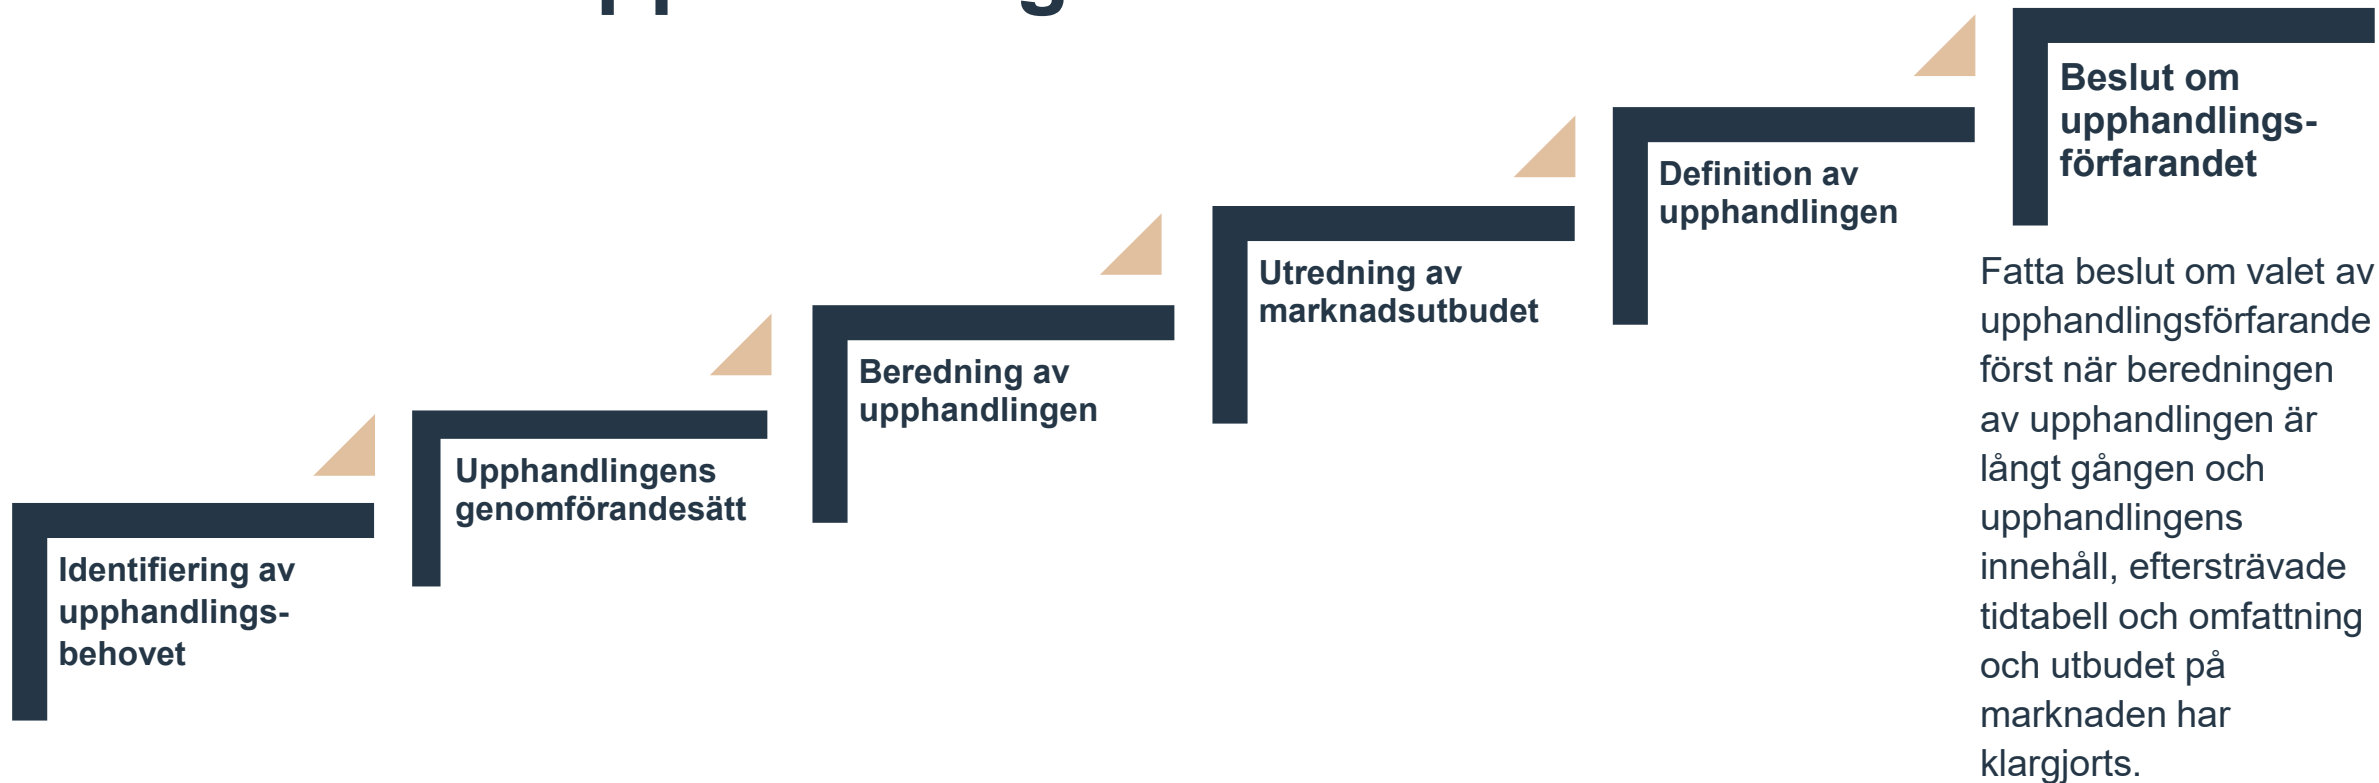 Identifiering av
upphandlings-
behovet
Upphandlingens
genomförandesätt
Beredning av
upphandlingen
Utredning av
marknadsutbudet
Definition av
upphandlingen
Beslut om
upphandlings-
förfarandet
Fatta beslut om valet av
upphandlingsförfarande
först när beredningen
av upphandlingen är
långt gången och
upphandlingens
innehåll, eftersträvade
tidtabell och omfattning
och utbudet på
marknaden har
klargjorts.